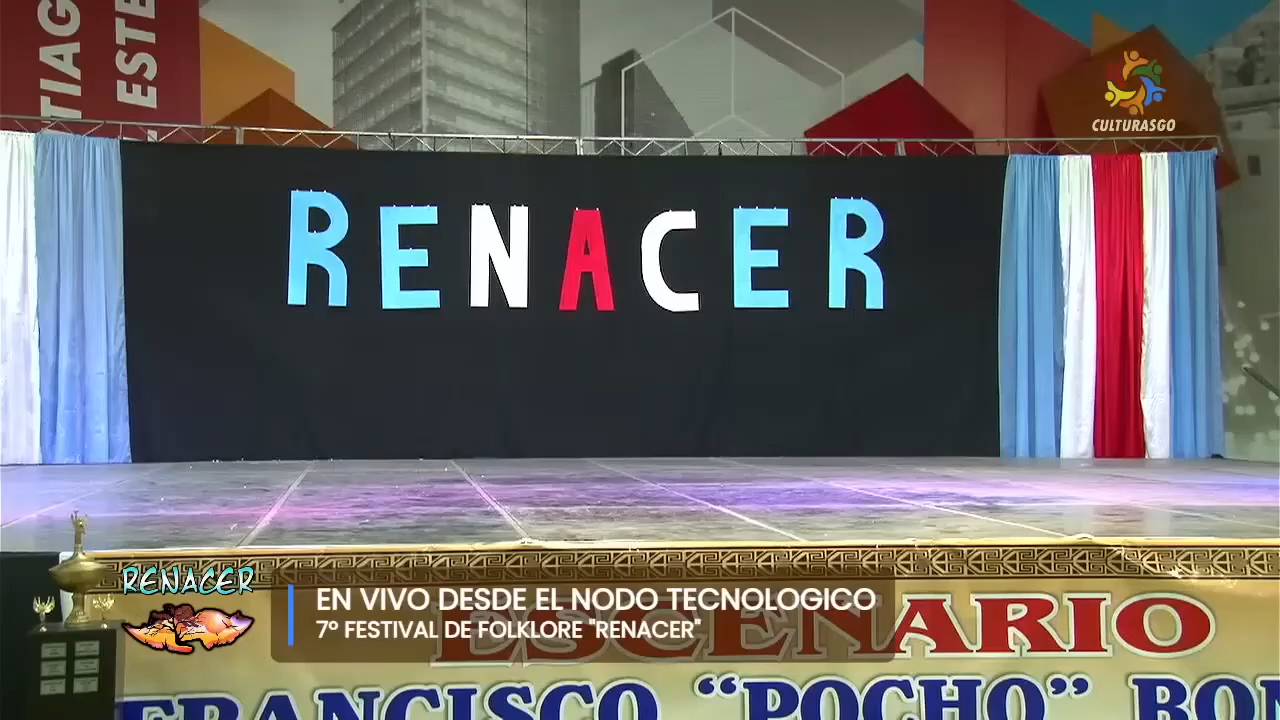 TIAG
. ESTE
CULTURASGO
RENACER
RENACER
EN VIVO DESDE EL NODO TECNOLOGICO
7º FESTIVAL DE FOLKLORE "RENACER"
ESCENARIO
FRANCISCO “POCHO” BO